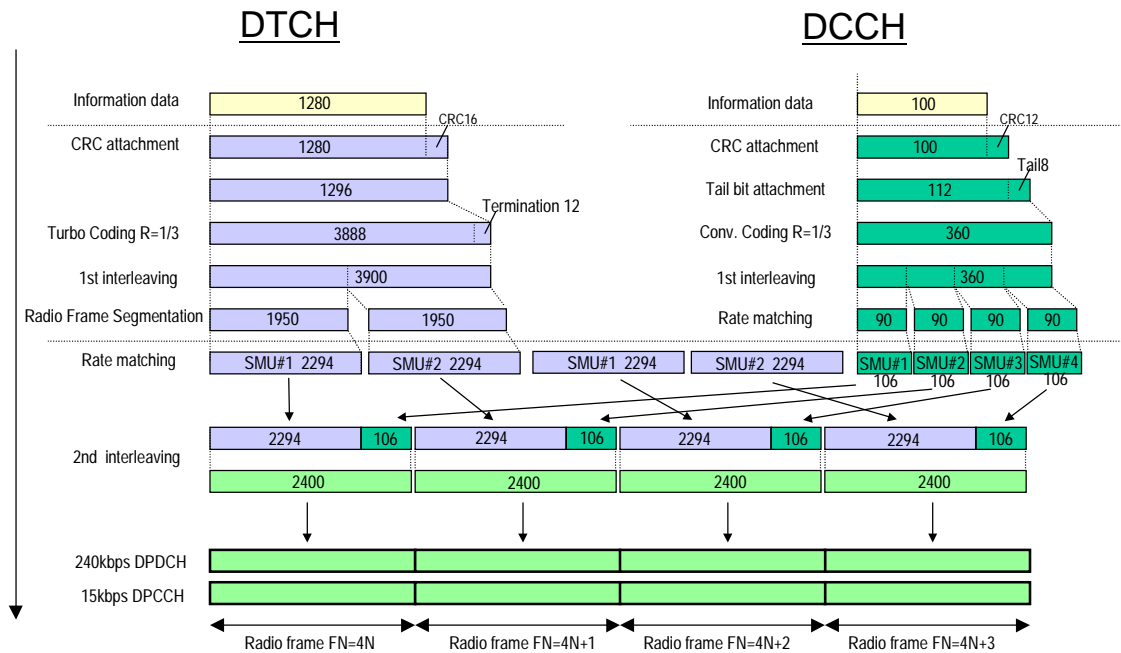 DTCH DCCH
Information data 1280 Information data 100
CRC16 CRC12
CRC attachment 1280 CRC attachment 100
Tail8
1296 Tail bit attachment 112
Termination 12
Turbo Coding R=1/3 3888 Conv. Coding R=1/3 360
1st interleaving 3900 1st interleaving 360
Radio Frame Segmentation 1950 1950 Rate matching 90 90 90 90
Rate matching SMU#1 2294 SMU#2 2294 SMU#1 2294 SMU#2 2294 SMU#1 SMU#2 SMU#3 SMU#4
106 106 106 106
2294 106 2294 106 2294 106 2294 106
2nd interleaving
2400 2400 2400 2400
240kbps DPDCH
15kbps DPCCH
Radio frame FN=4N Radio frame FN=4N+1 Radio frame FN=4N+2 Radio frame FN=4N+3